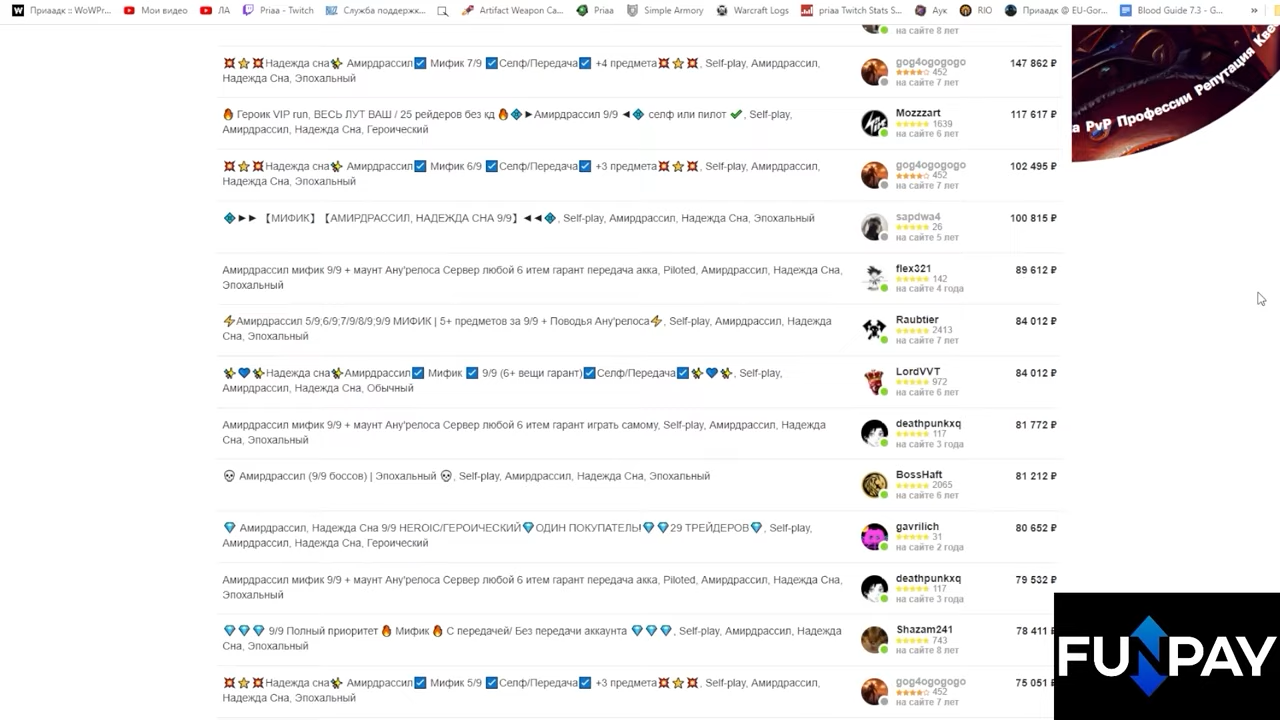 Приаадк :: WoWPr...
Мои видео
ЛА
Priaa - Twitch
Служба поддержк...
Artifact Weapon Ca...
Priaa
Simple Armory
Warcraft Logs
priaa Twitch Stats S...
Аук
RIO
Приаадк @ EU-Gor...
Blood Guide 7.3 - G...
»
на сайте 8 лет
💥⭐💥Надежда сна✨ Амирдрассил☑ Мифик 7/9 ☑Селф/Передача☑ +4 предмета💥⭐💥, Self-play, Амирдрассил,
Надежда Сна, Эпохальный
gog4ogogogo
★★★★☆ 452
на сайте 7 лет
147 862 ₽
🔥 Героик VIP run, ВЕСЬ ЛУТ ВАШ / 25 рейдеров без кд 🔥💠►Амирдрассил 9/9 ◄💠 селф или пилот ✔, Self-play,
Амирдрассил, Надежда Сна, Героический
Mozzzart
★★★★★ 1639
на сайте 6 лет
117 617 ₽
💥⭐💥Надежда сна✨ Амирдрассил☑ Мифик 6/9 ☑Селф/Передача☑ +3 предмета💥⭐💥, Self-play, Амирдрассил,
Надежда Сна, Эпохальный
gog4ogogogo
★★★★☆ 452
на сайте 7 лет
102 495 ₽
💠►► 【МИФИК】【АМИРДРАССИЛ, НАДЕЖДА СНА 9/9】◄◄💠, Self-play, Амирдрассил, Надежда Сна, Эпохальный
sapdwa4
★★★★★ 26
на сайте 5 лет
100 815 ₽
Амирдрассил мифик 9/9 + маунт Ану'релоса Сервер любой 6 итем гарант передача акка, Piloted, Амирдрассил, Надежда Сна,
Эпохальный
flex321
★★★★★ 142
на сайте 4 года
89 612 ₽
⚡Амирдрассил 5/9;6/9;7/9/8/9;9/9 МИФИК | 5+ предметов за 9/9 + Поводья Ану'релоса⚡, Self-play, Амирдрассил, Надежда
Сна, Эпохальный
Raubtier
★★★★★ 2413
на сайте 7 лет
84 012 ₽
✨💙✨Надежда сна✨Амирдрассил☑ Мифик ☑ 9/9 (6+ вещи гарант)☑Селф/Передача☑✨💙✨, Self-play,
Амирдрассил, Надежда Сна, Обычный
LordVVT
★★★★★ 972
на сайте 6 лет
84 012 ₽
Амирдрассил мифик 9/9 + маунт Ану'релоса Сервер любой 6 итем гарант играть самому, Self-play, Амирдрассил, Надежда
Сна, Эпохальный
deathpunkxq
★★★★★ 117
на сайте 3 года
81 772 ₽
💀 Амирдрассил (9/9 боссов) | Эпохальный 💀, Self-play, Амирдрассил, Надежда Сна, Эпохальный
BossHaft
★★★★★ 2065
на сайте 6 лет
81 212 ₽
💎 Амирдрассил, Надежда Сна 9/9 HEROIC/ГЕРОИЧЕСКИЙ💎ОДИН ПОКУПАТЕЛЬ!💎 💎29 ТРЕЙДЕРОВ💎, Self-play,
Амирдрассил, Надежда Сна, Героический
gavrilich
★★★★★ 31
на сайте 2 года
80 652 ₽
Амирдрассил мифик 9/9 + маунт Ану'релоса Сервер любой 6 итем гарант передача акка, Piloted, Амирдрассил, Надежда Сна,
Эпохальный
deathpunkxq
★★★★★ 117
на сайте 3 года
79 532 ₽
💎💎💎 9/9 Полный приоритет 🔥 Мифик 🔥 С передачей/ Без передачи аккаунта 💎💎💎, Self-play, Амирдрассил, Надежда
Сна, Эпохальный
Shazam241
★★★★★ 743
на сайте 8 лет
78 411 ₽
💥⭐💥Надежда сна✨ Амирдрассил☑ Мифик 5/9 ☑Селф/Передача☑ +3 предмета💥⭐💥, Self-play, Амирдрассил,
Надежда Сна, Эпохальный
gog4ogogogo
★★★★☆ 452
на сайте 7 лет
75 051 ₽
а PvP Профессии Репутация Кве
FUNPAY